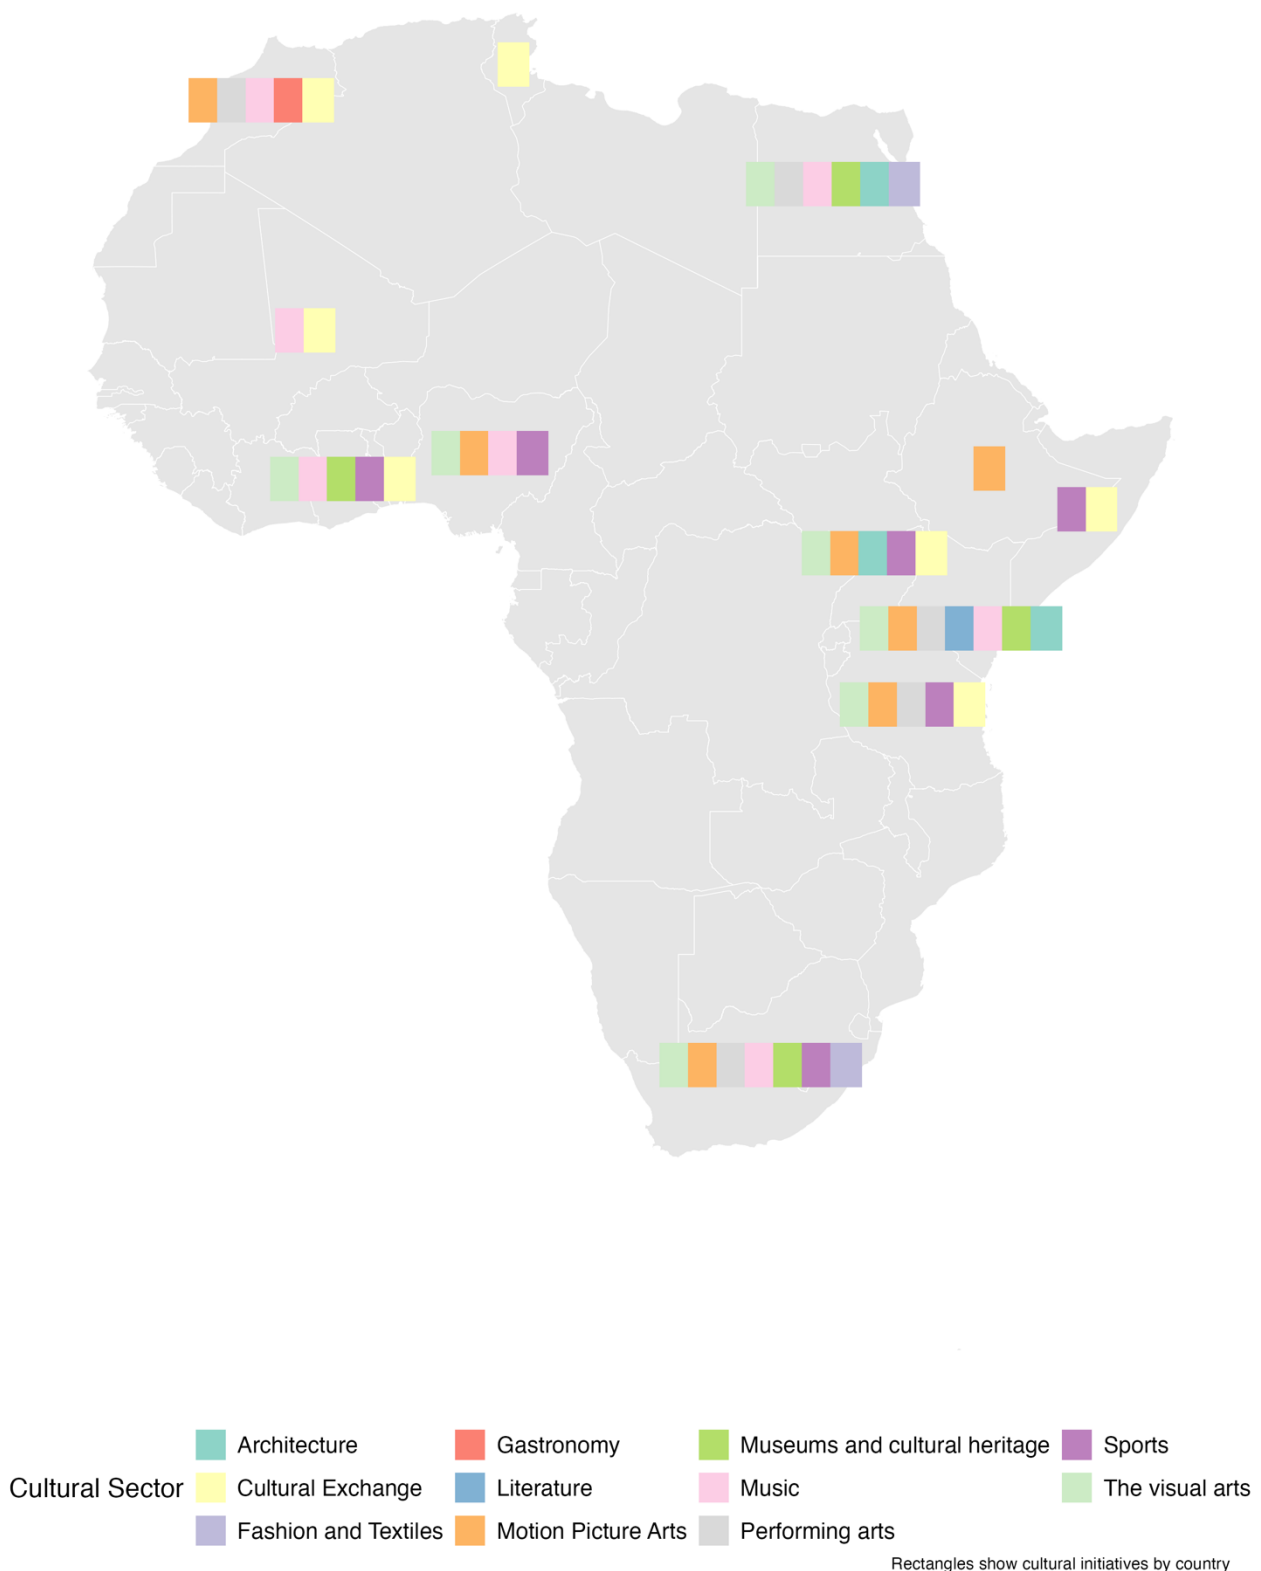 Cultural Sector
Architecture
Cultural Exchange
Fashion and Textiles
Gastronomy
Literature
Motion Picture Arts
Museums and cultural heritage
Music
Performing arts
Sports
The visual arts
Rectangles show cultural initiatives by country